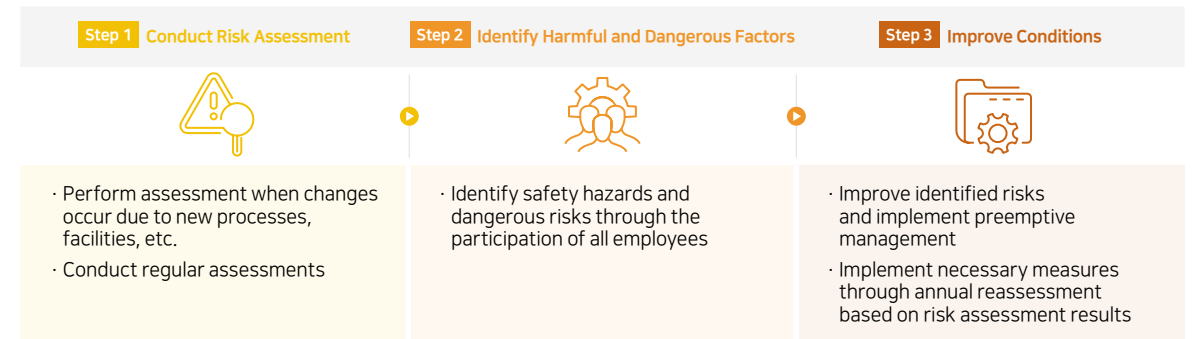 Step 1 Conduct Risk Assessment
Step 2 Identify Harmful and Dangerous Factors
Step 3 Improve Conditions
· Perform assessment when changes
occur due to new processes,
facilities, etc.
· Conduct regular assessments
· Identify safety hazards and
dangerous risks through the
participation of all employees
· Improve identified risks
and implement preemptive
management
· Implement necessary measures
through annual reassessment
based on risk assessment results